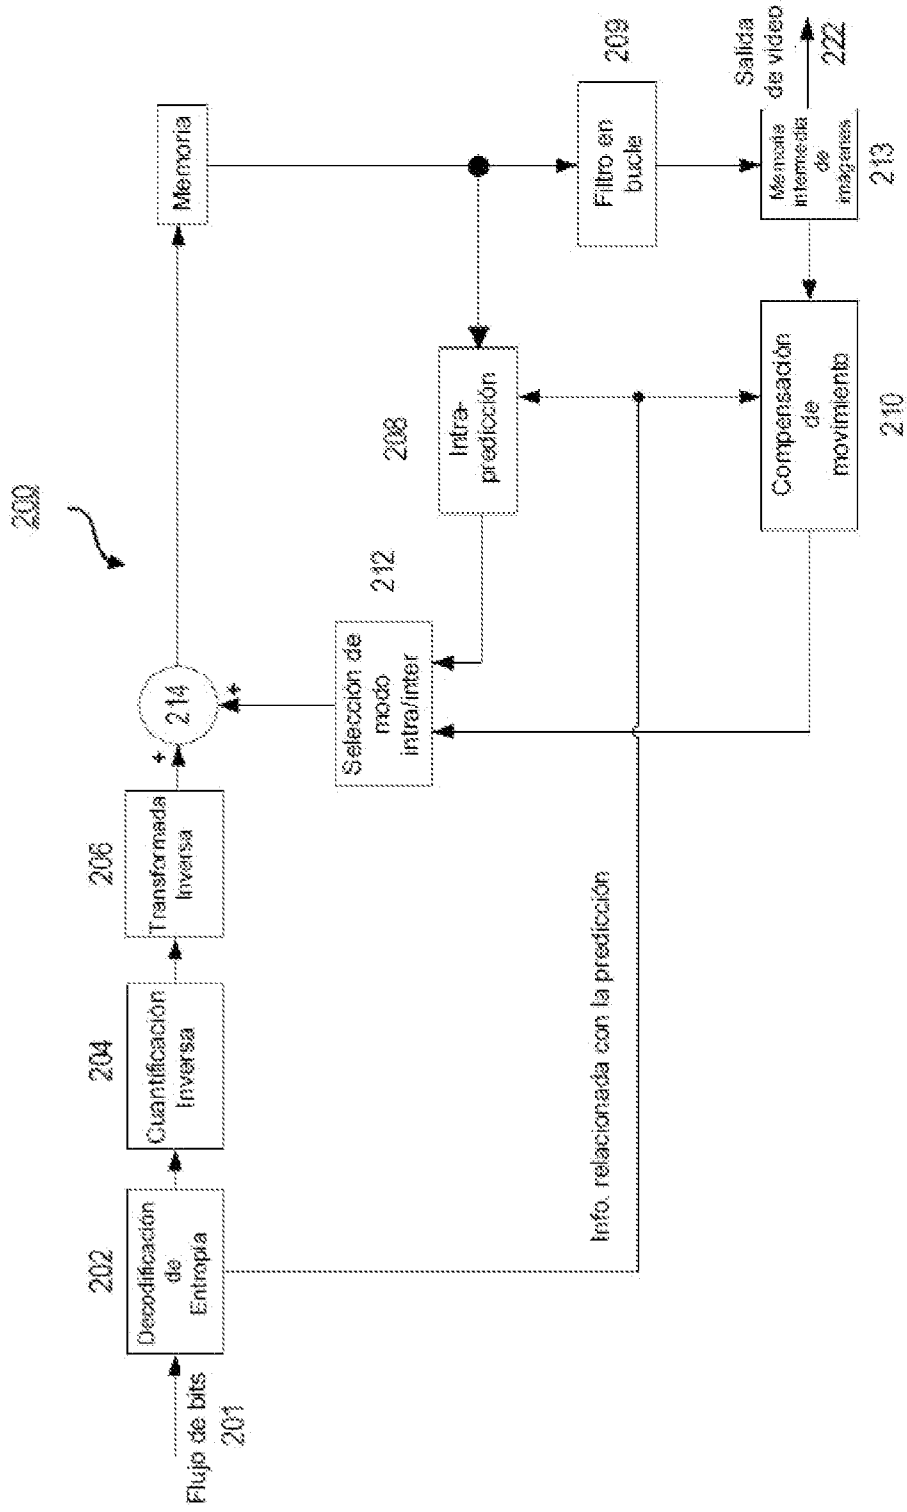 200
Flujo de bits
201
202
Decodificación
de
Entropía
204
Cuantificación
Inversa
206
Transformada
Inversa
+
214
+
Memoria
212
Selección de
modo
intra/inter
208
Intra-
predicción
Filtro en
bucle
209
Info. relacionada con la predicción
Compensación
de
movimiento
210
Memoria
intermedia
de
imágenes
213
Salida
de video
222